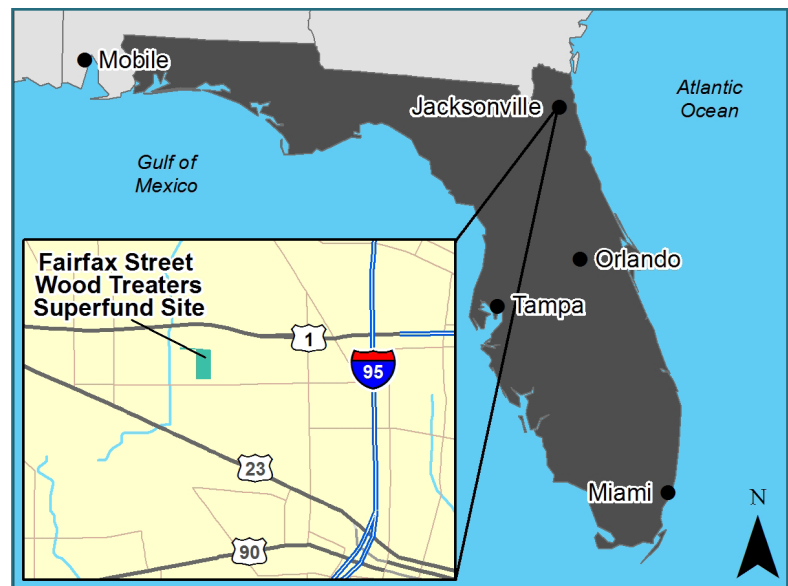 Mobile
Jacksonville
Atlantic
Ocean
Gulf of
Mexico
Fairfax Street
Wood Treaters
Superfund Site
Orlando
Tampa
1
95
23
90
Miami
N